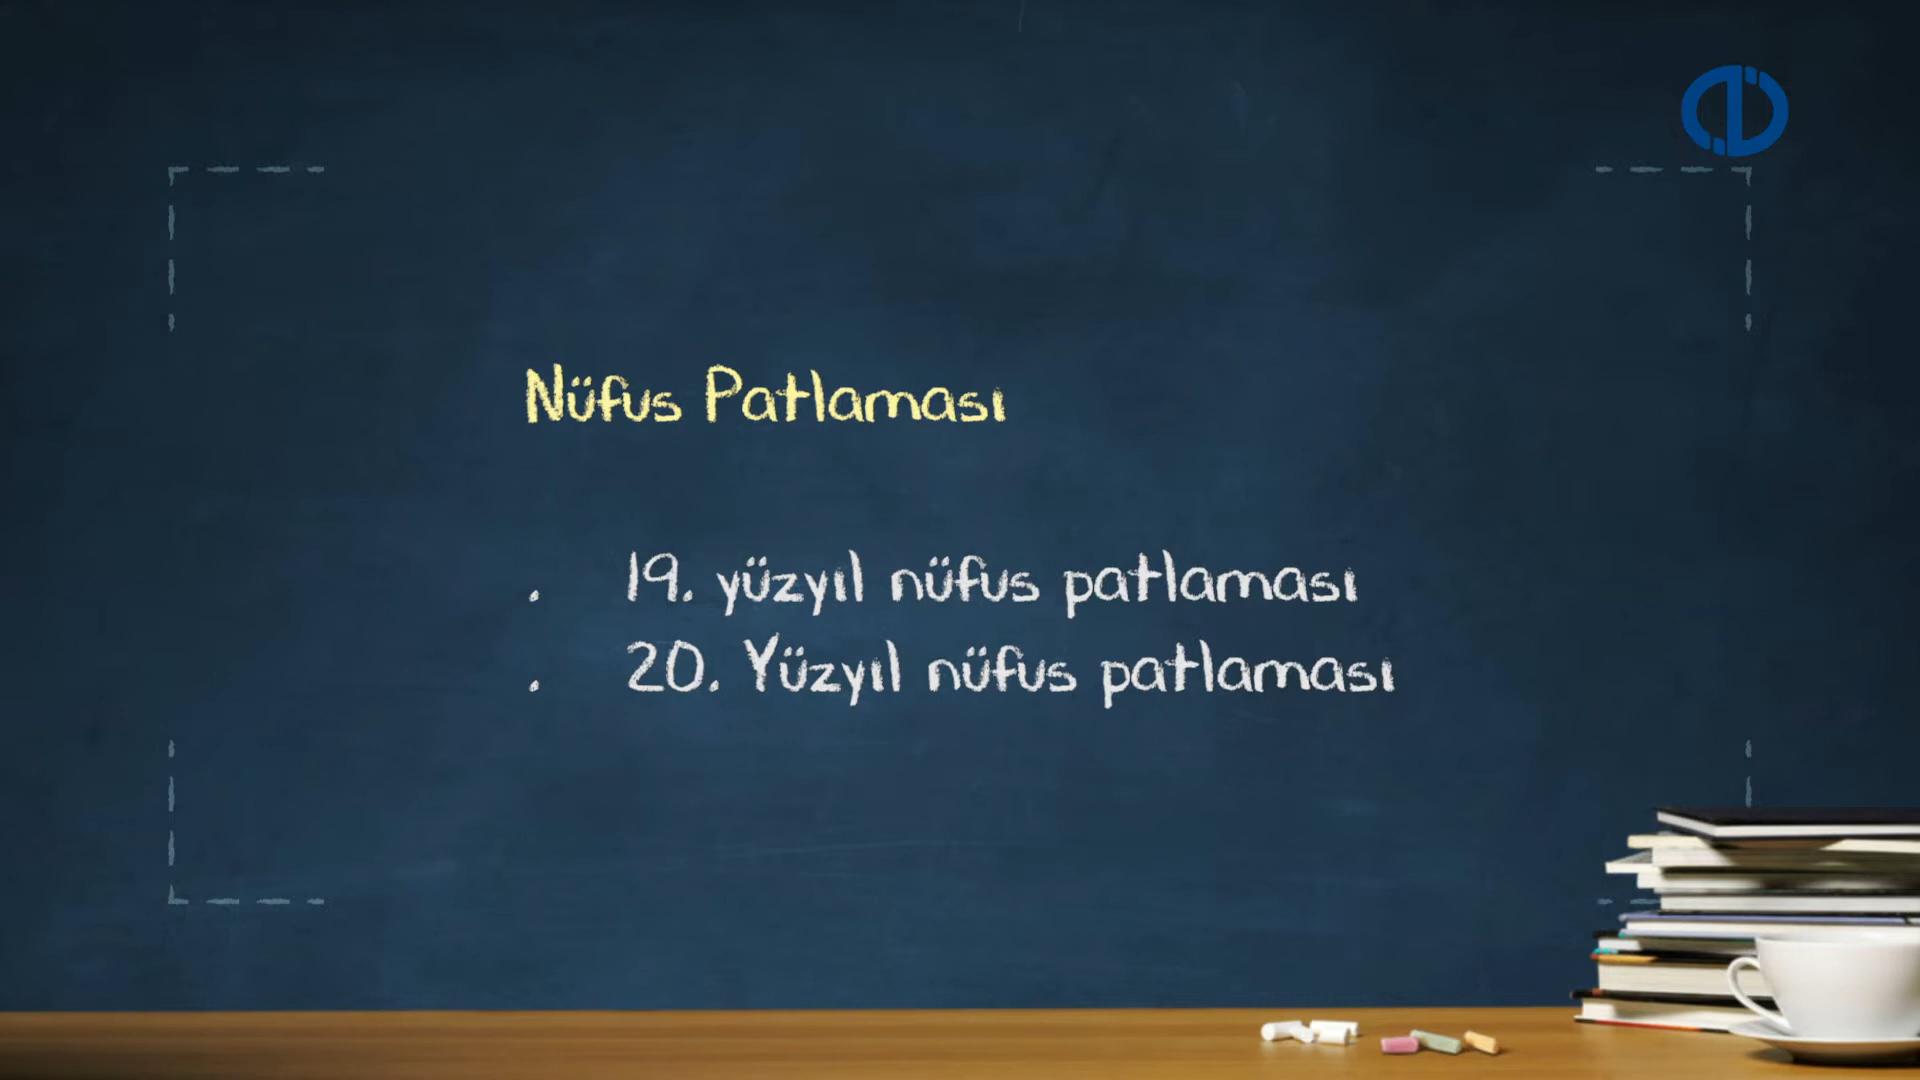 Nüfus Patlaması
. 19. yüzyıl nüfus patlaması
. 20. Yüzyıl nüfus patlaması